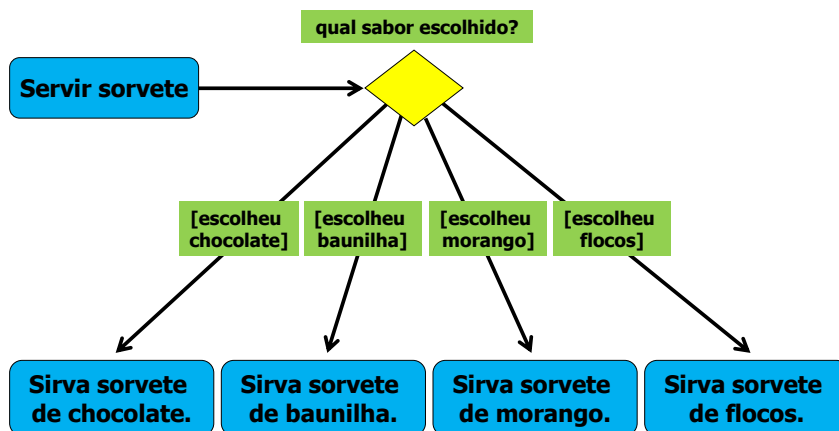 qual sabor escolhido?
Servir sorvete
[escolheu
chocolate]
[escolheu
baunilha]
[escolheu
morango]
[escolheu
flocos]
Sirva sorvete
de chocolate.
Sirva sorvete
de baunilha.
Sirva sorvete
de morango.
Sirva sorvete
de flocos.